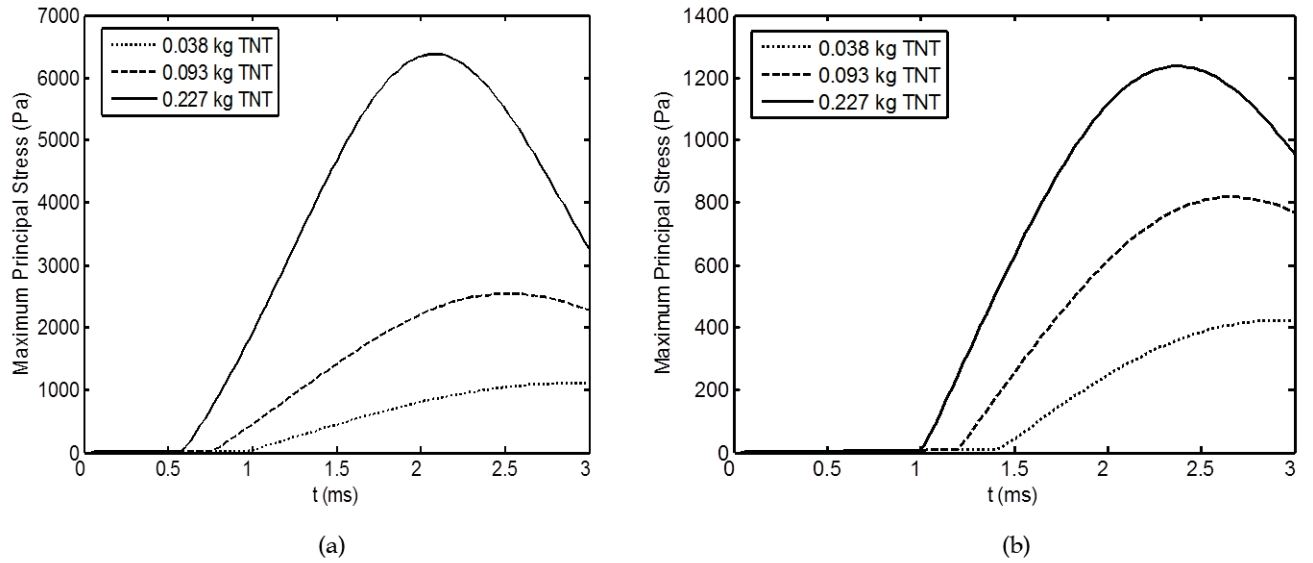 7000
6000
5000
4000
3000
2000
1000
0
Maximum Principal Stress (Pa)
0.038 kg TNT
0.093 kg TNT
0.227 kg TNT
0 0.5 1 1.5 2 2.5 3
t (ms)
(a)
1400
1200
1000
800
600
400
200
0
Maximum Principal Stress (Pa)
0.038 kg TNT
0.093 kg TNT
0.227 kg TNT
0 0.5 1 1.5 2 2.5 3
t (ms)
(b)